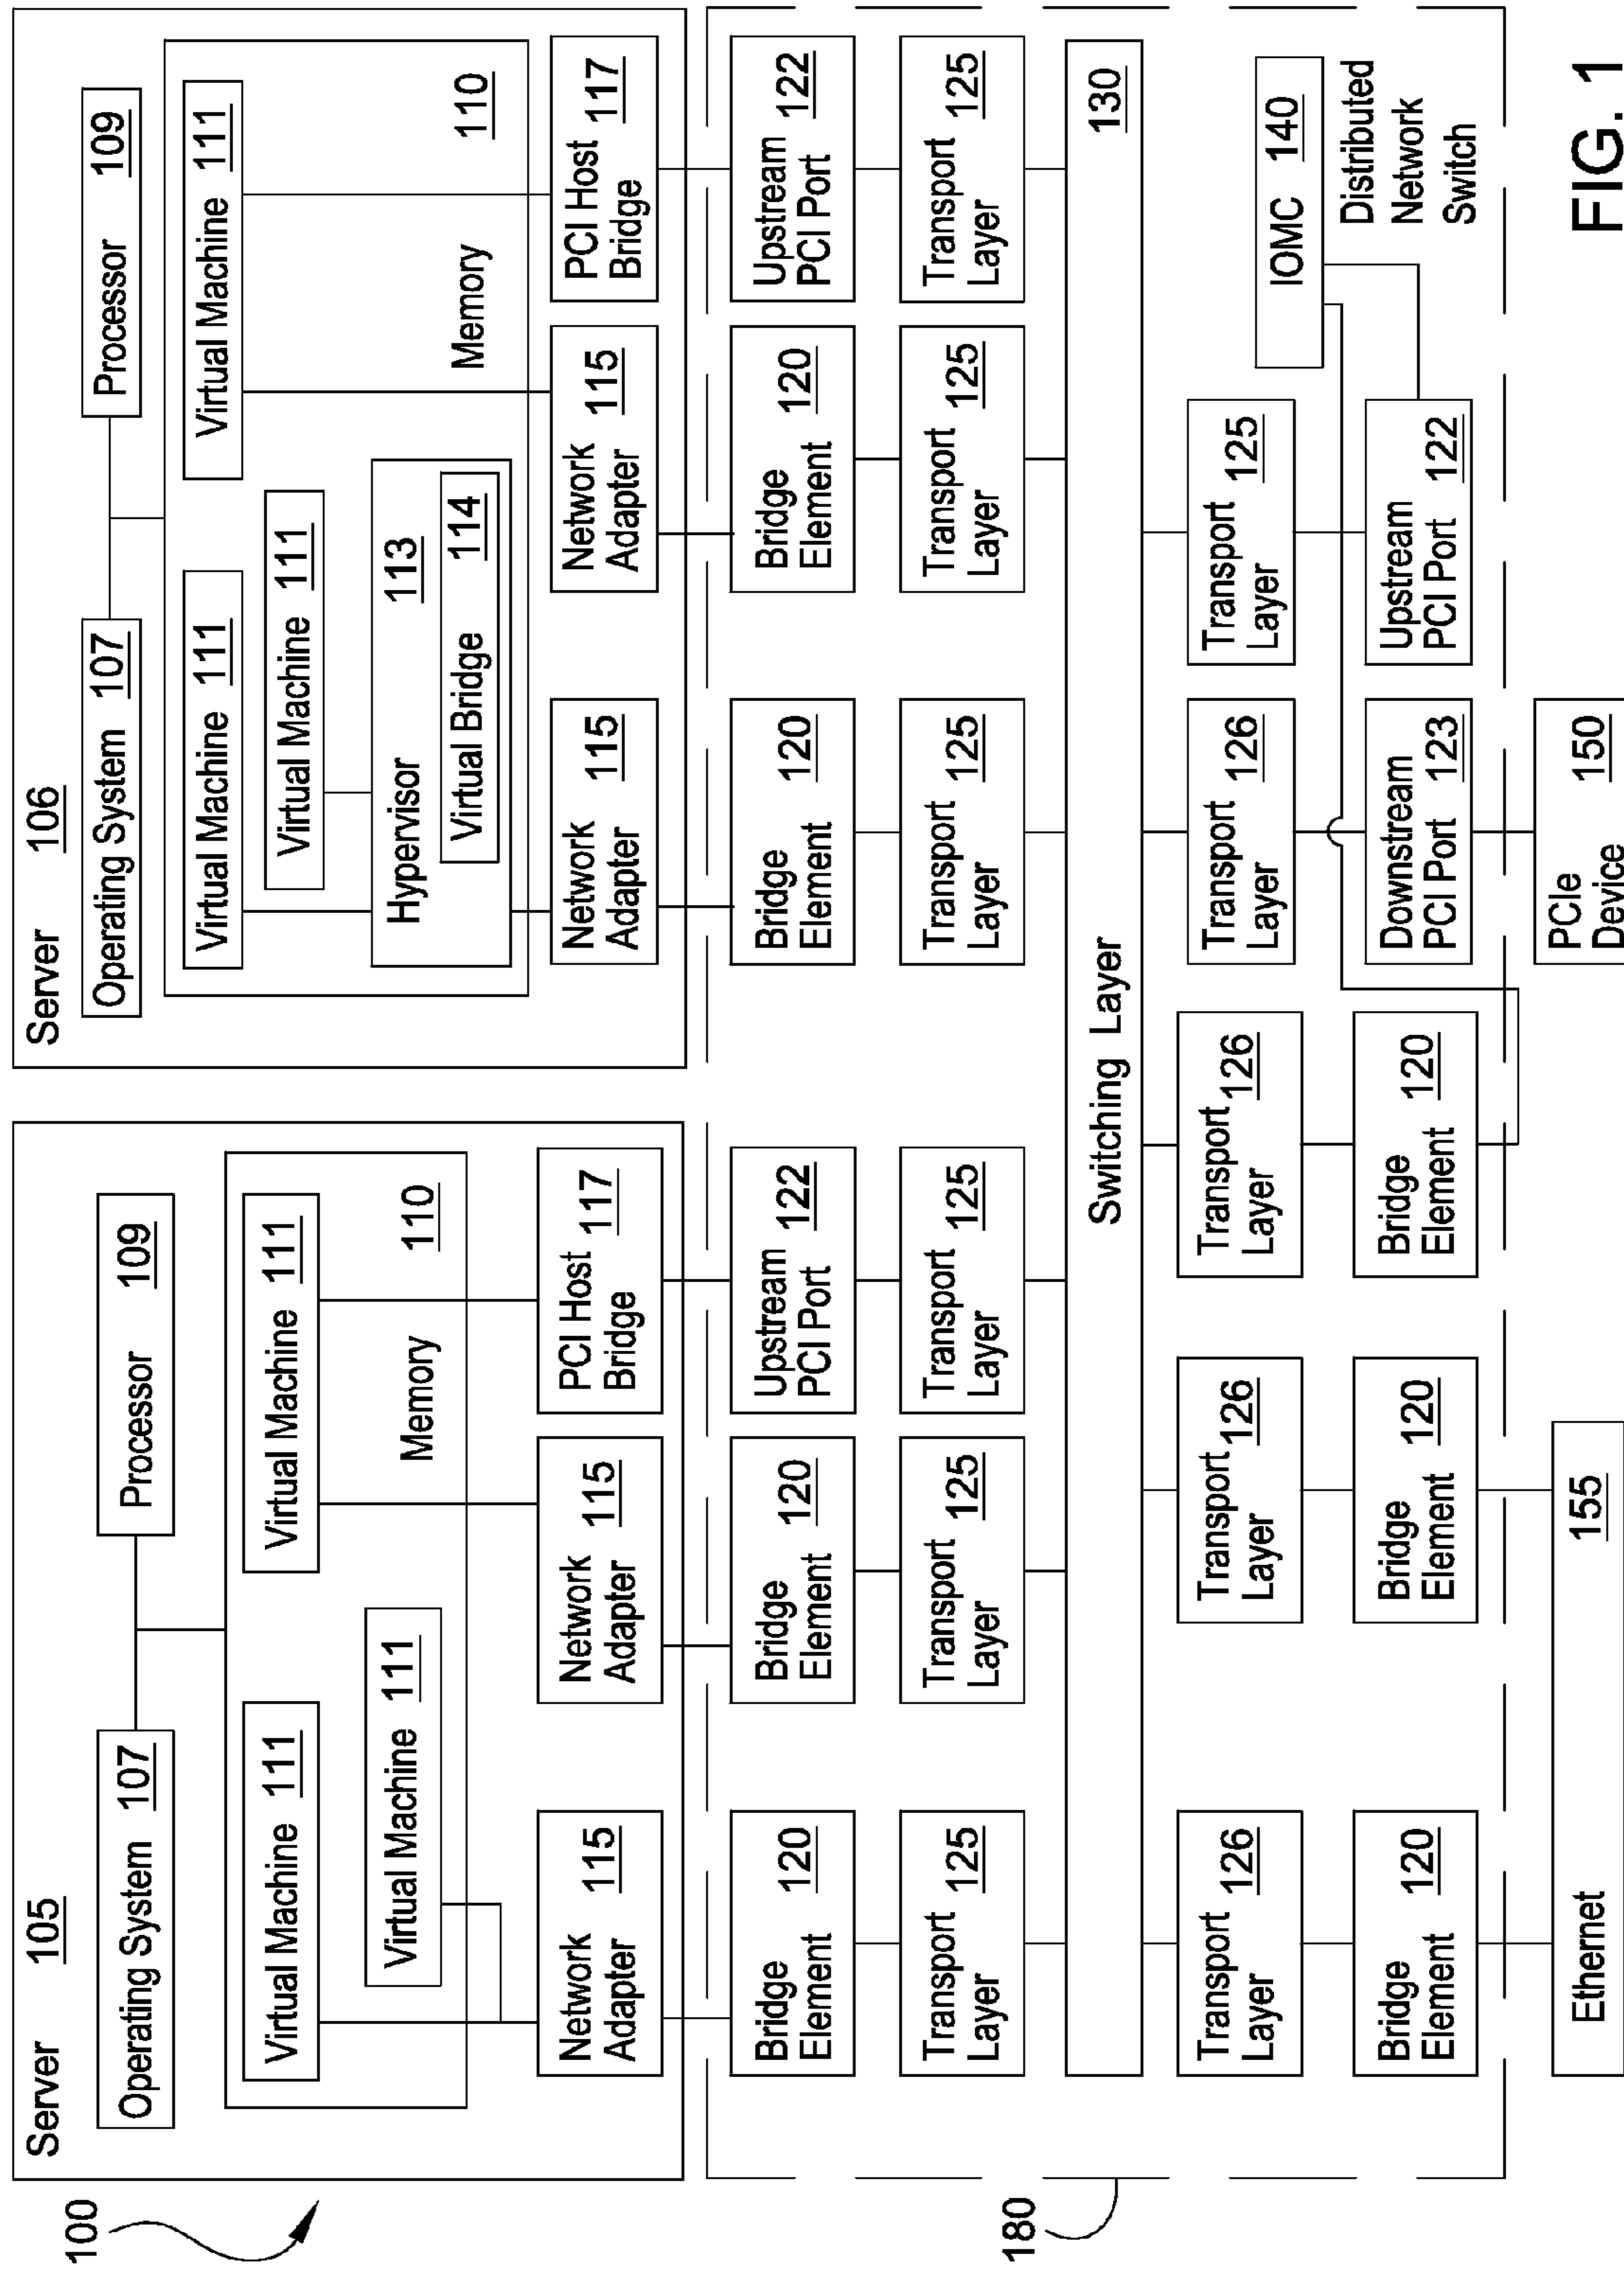 100
Server 105
Operating System 107
Processor 109
Virtual Machine 111
Virtual Machine 111
Virtual Machine 111
Memory 110
Network
Adapter 115
Network
Adapter 115
PCI Host
Bridge 117
Server 106
Operating System 107
Processor 109
Virtual Machine 111
Virtual Machine 111
Virtual Machine 111
Hypervisor 113
Virtual Bridge 114
Memory 110
Network
Adapter 115
Network
Adapter 115
PCI Host
Bridge 117
180
Bridge
Element 120
Bridge
Element 120
Upstream
PCI Port 122
Bridge
Element 120
Bridge
Element 120
Upstream
PCI Port 122
Transport
Layer 125
Transport
Layer 125
Transport
Layer 125
Transport
Layer 125
Transport
Layer 125
Transport
Layer 125
Switching Layer 130
Transport
Layer 126
Transport
Layer 126
Transport
Layer 126
Transport
Layer 126
Transport
Layer 125
IOMC 140
Distributed
Network
Switch
Bridge
Element 120
Bridge
Element 120
Bridge
Element 120
Downstream
PCI Port 123
Upstream
PCI Port 122
Ethernet 155
PCIe
Device 150
FIG. 1